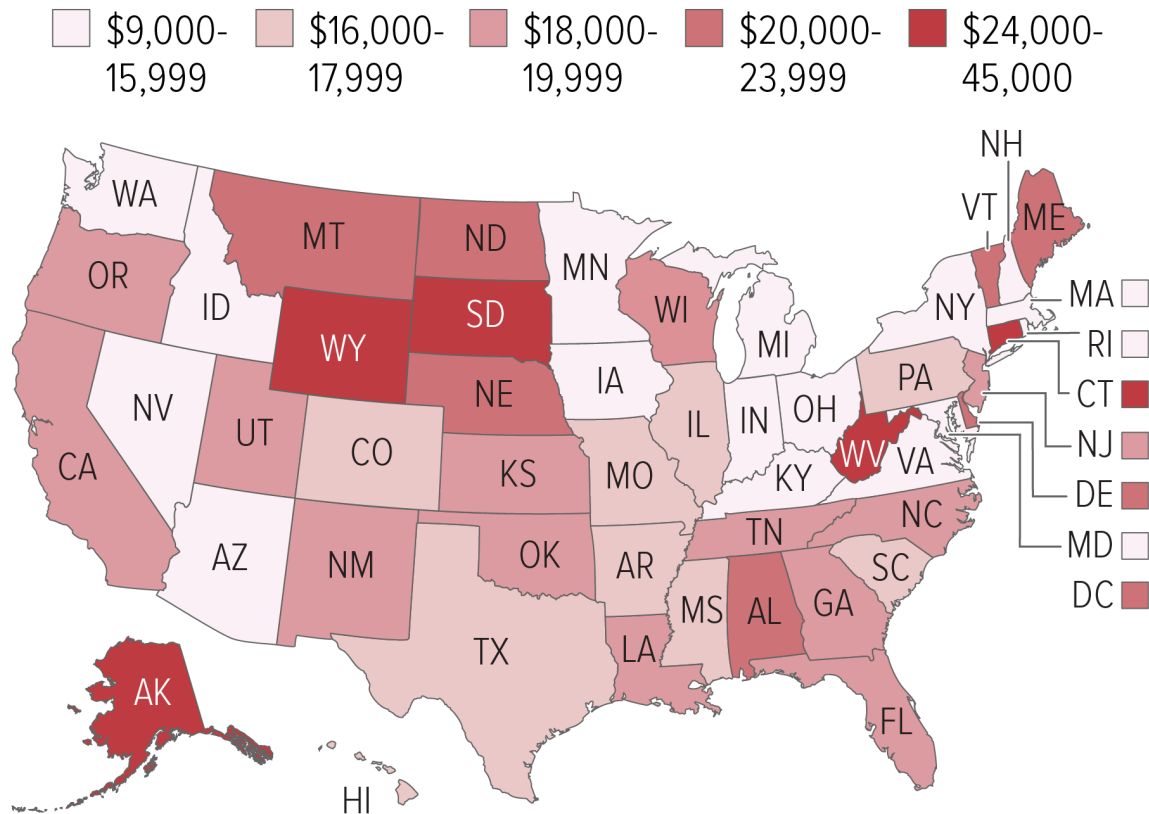 $9,000-
15,999
$16,000-
17,999
$18,000-
19,999
$20,000-
23,999
$24,000-
45,000
NH
VT
ME
WA
MT
ND
MN
OR
ID
SD
WI
NY
MA
WY
MI
RI
IA
PA
CT
NV
NE
IL
IN
OH
NJ
UT
CO
CA
KS
MO
WV
VA
KY
DE
NC
TN
MD
AZ
NM
OK
AR
SC
DC
MS
AL
GA
TX
LA
AK
FL
HI